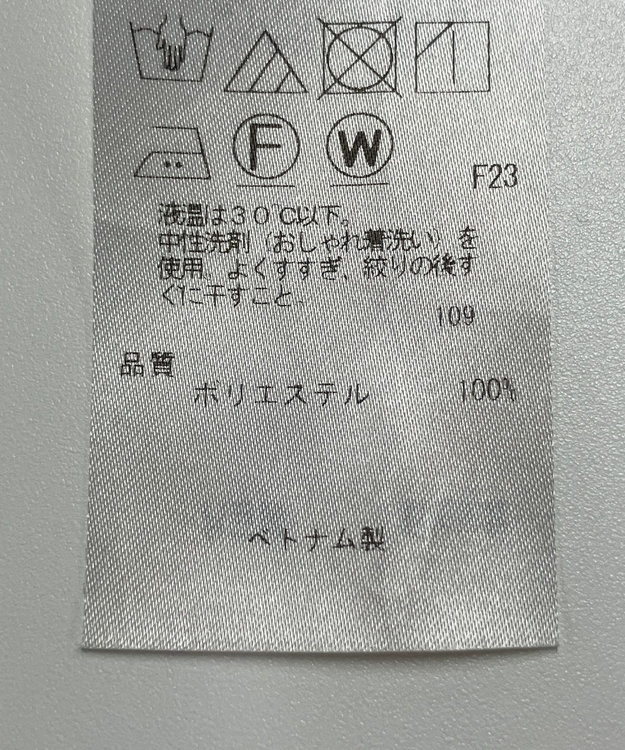 F W
F23
液温は30℃以下。
中性洗剤（おしゃれ着洗い）を
使用、よくすすぎ、絞りの後す
ぐに干すこと。
109
品質
ポリエステル 100%
ベトナム製